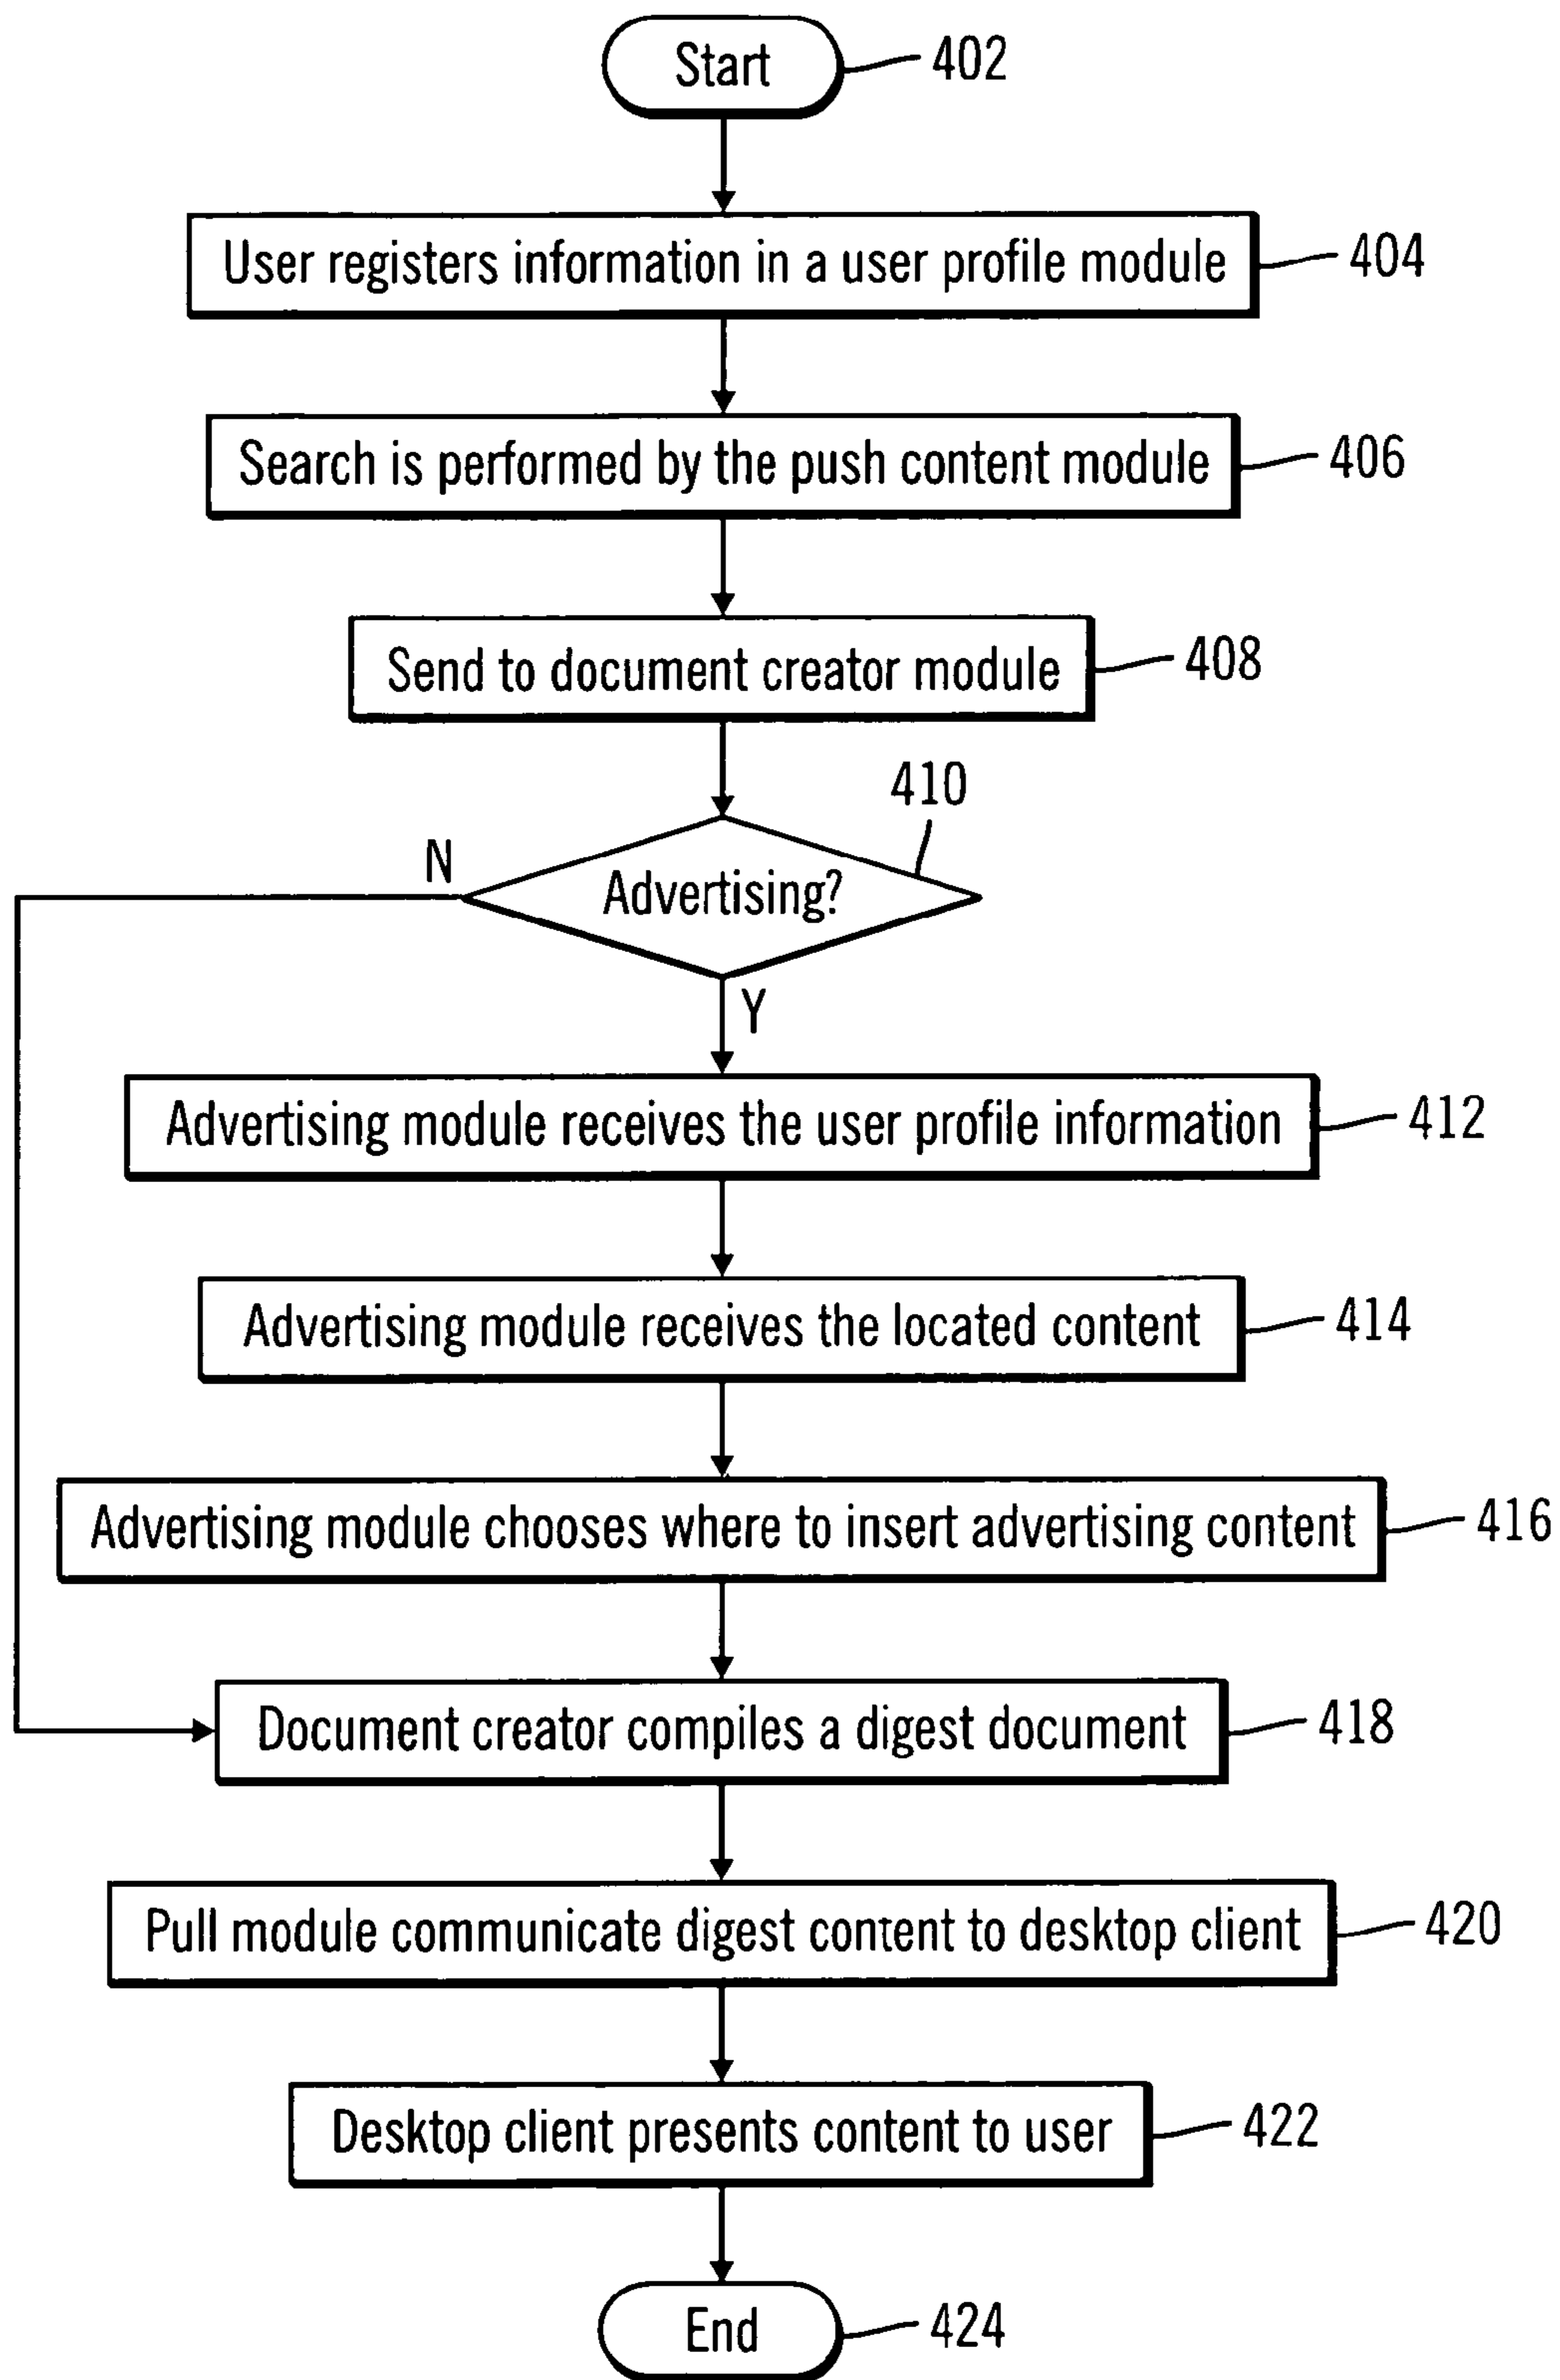 Start
402
User registers information in a user profile module
404
Search is performed by the push content module
406
Send to document creator module
408
410
N
Advertising?
Y
Advertising module receives the user profile information
412
Advertising module receives the located content
414
Advertising module chooses where to insert advertising content
416
Document creator compiles a digest document
418
Pull module communicate digest content to desktop client
420
Desktop client presents content to user
422
End
424